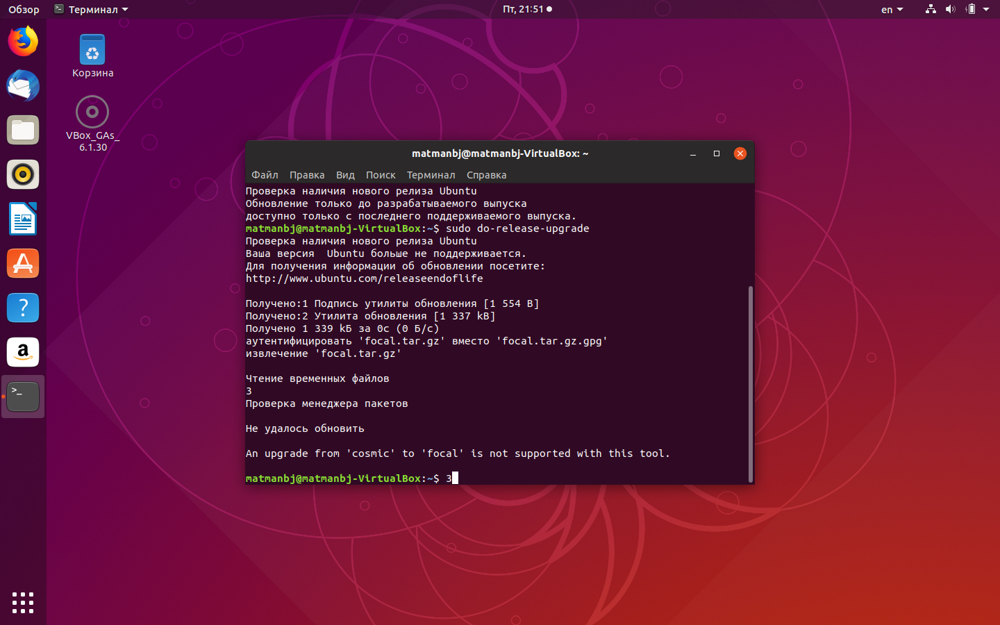 Обзор
Терминал
Пт, 21:51
en
Корзина
VBox_GAs_
6.1.30
matmanbj@matmanbj-VirtualBox: ~
Файл Правка Вид Поиск Терминал Справка
Проверка наличия нового релиза Ubuntu
Обновление только до разрабатываемого выпуска
доступно только с последнего поддерживаемого выпуска.
matmanbj@matmanbj-VirtualBox:~$ sudo do-release-upgrade
Проверка наличия нового релиза Ubuntu
Ваша версия  Ubuntu больше не поддерживается.
Для получения информации об обновлении посетите:
http://www.ubuntu.com/releaseendoflife
Получено:1 Подпись утилиты обновления [1 554 B]
Получено:2 Утилита обновления [1 337 kB]
Получено 1 339 kБ за 0с (0 Б/с)
аутентифицировать 'focal.tar.gz' вместо 'focal.tar.gz.gpg'
извлечение 'focal.tar.gz'
Чтение временных файлов
3
Проверка менеджера пакетов
Не удалось обновить
An upgrade from 'cosmic' to 'focal' is not supported with this tool.
matmanbj@matmanbj-VirtualBox:~$ 3